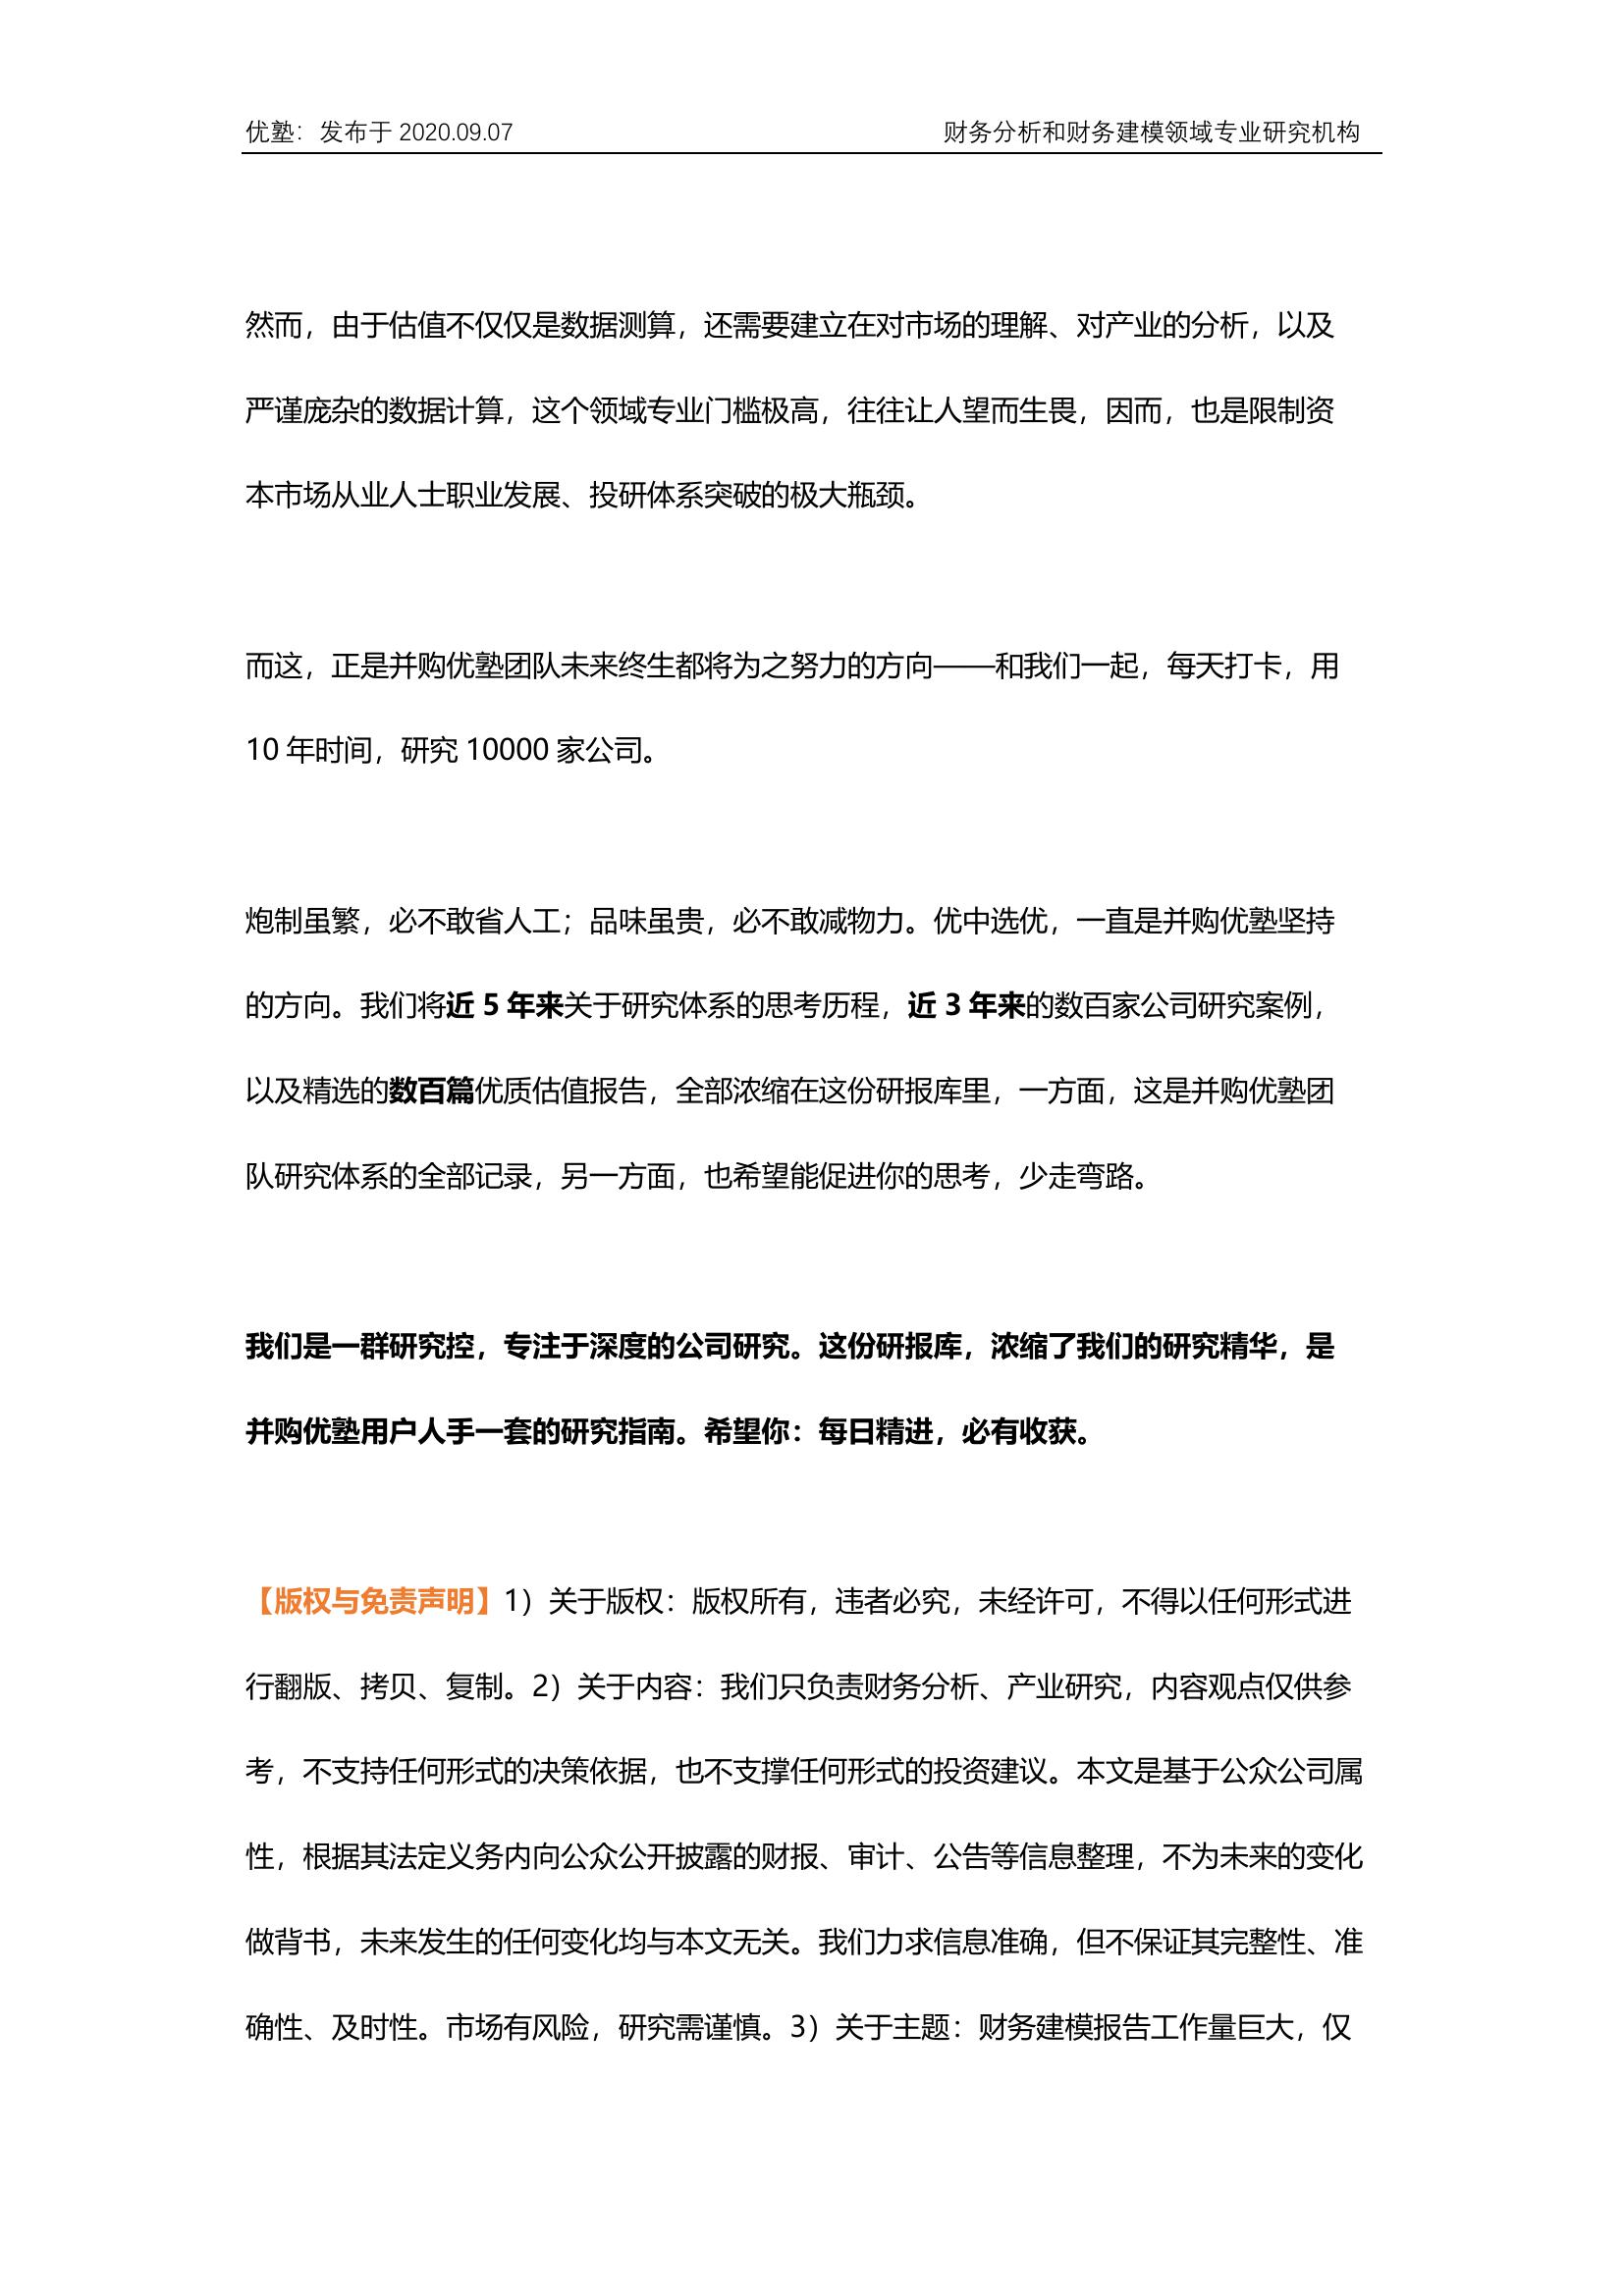 优塾：发布于 2020.09.07 财务分析和财务建模领域专业研究机构
然而，由于估值不仅仅是数据测算，还需要建立在对市场的理解、对产业的分析，以及
严谨庞杂的数据计算，这个领域专业门槛极高，往往让人望而生畏，因而，也是限制资
本市场从业人士职业发展、投研体系突破的极大瓶颈。
而这，正是并购优塾团队未来终生都将为之努力的方向——和我们一起，每天打卡，用
10 年时间，研究 10000 家公司。
炮制虽繁，必不敢省人工；品味虽贵，必不敢减物力。优中选优，一直是并购优塾坚持
的方向。我们将近 5 年来关于研究体系的思考历程，近 3 年来的数百家公司研究案例，
以及精选的数百篇优质估值报告，全部浓缩在这份研报库里，一方面，这是并购优塾团
队研究体系的全部记录，另一方面，也希望能促进你的思考，少走弯路。
我们是一群研究控，专注于深度的公司研究。这份研报库，浓缩了我们的研究精华，是
并购优塾用户人手一套的研究指南。希望你：每日精进，必有收获。
【版权与免责声明】1）关于版权：版权所有，违者必究，未经许可，不得以任何形式进
行翻版、拷贝、复制。2）关于内容：我们只负责财务分析、产业研究，内容观点仅供参
考，不支持任何形式的决策依据，也不支撑任何形式的投资建议。本文是基于公众公司属
性，根据其法定义务内向公众公开披露的财报、审计、公告等信息整理，不为未来的变化
做背书，未来发生的任何变化均与本文无关。我们力求信息准确，但不保证其完整性、准
确性、及时性。市场有风险，研究需谨慎。3）关于主题：财务建模报告工作量巨大，仅